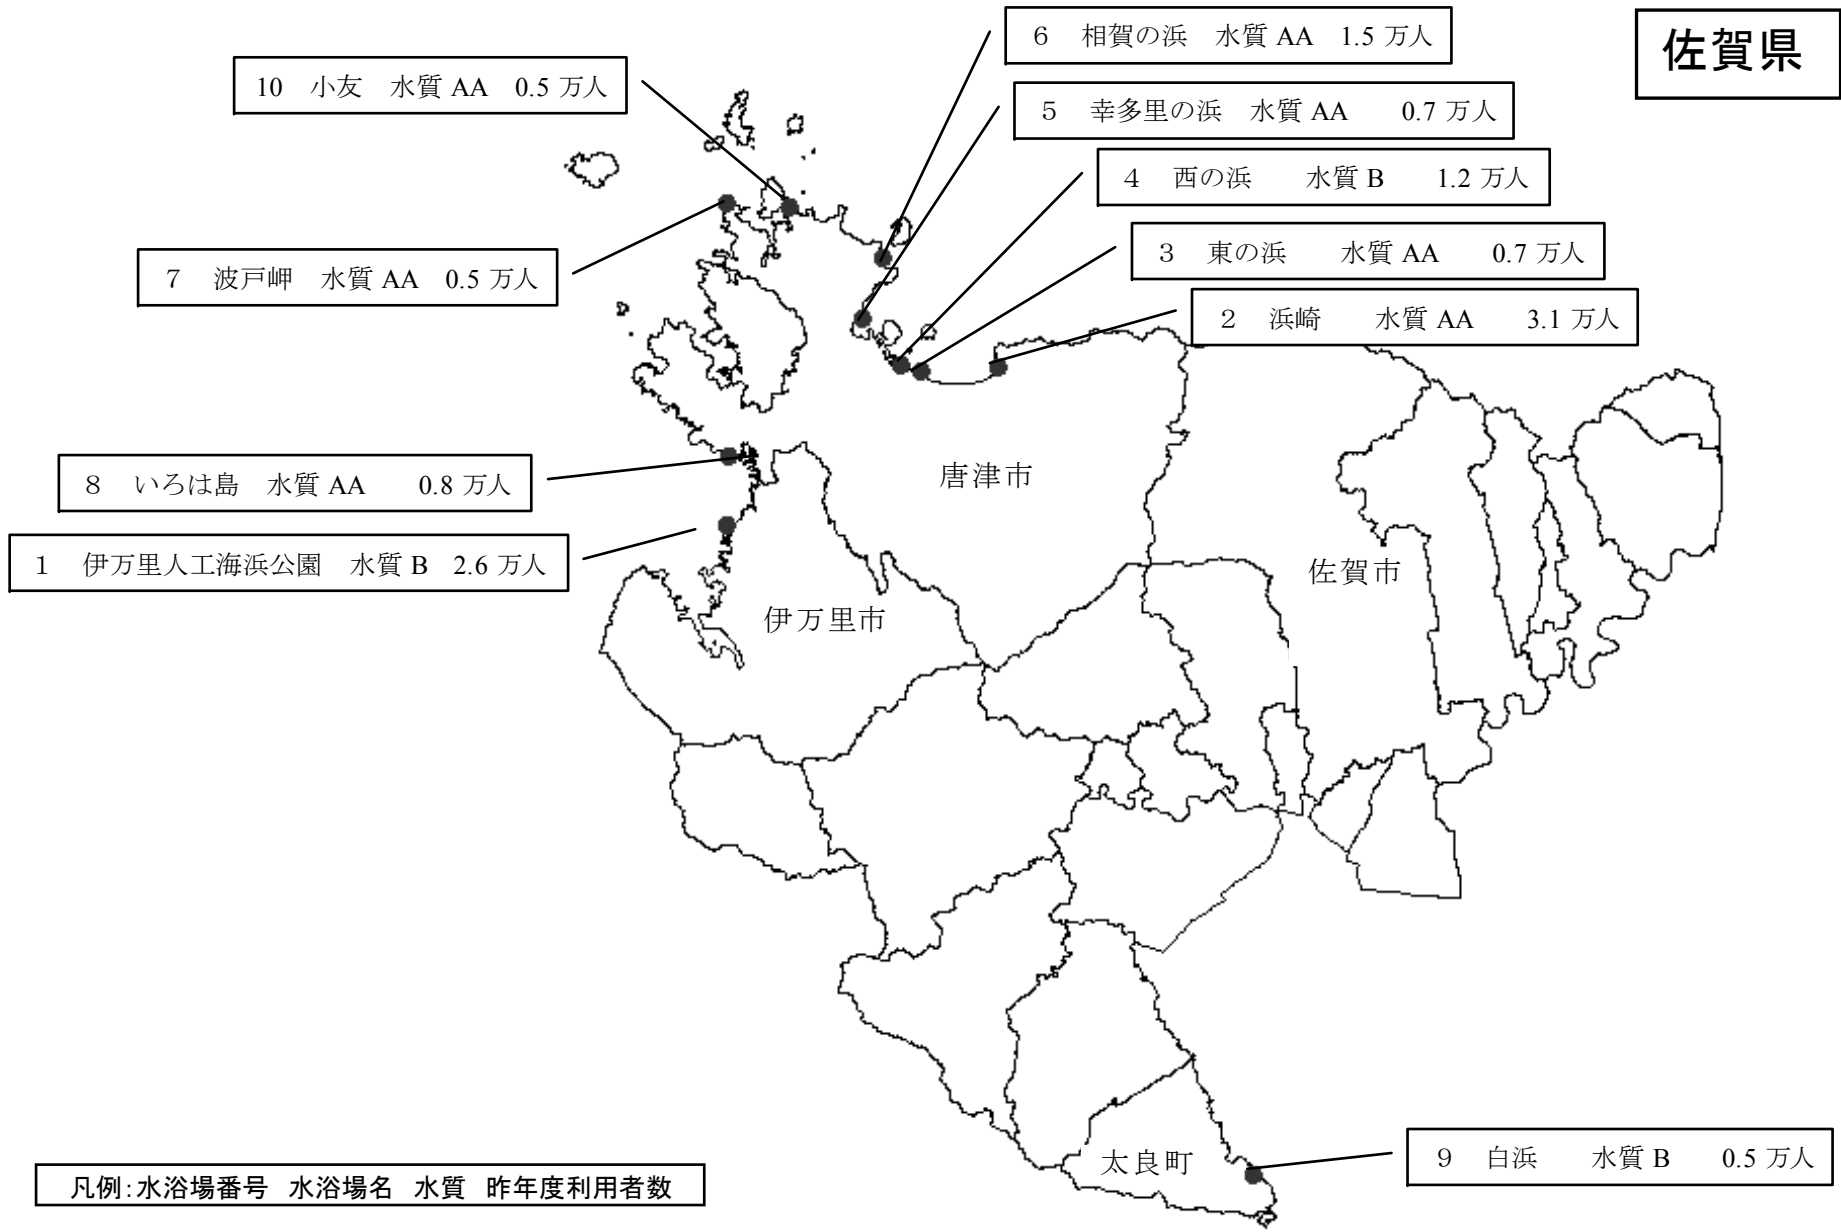 佐賀県
6 相賀の浜 水質 AA 1.5 万人
10 小友 水質 AA 0.5 万人
5 幸多里の浜 水質 AA 0.7 万人
4 西の浜 水質 B 1.2 万人
3 東の浜 水質 AA 0.7 万人
7 波戸岬 水質 AA 0.5 万人
2 浜崎 水質 AA 3.1 万人
8 いろは島 水質 AA 0.8 万人
唐津市
1 伊万里人工海浜公園 水質 B 2.6 万人
佐賀市
伊万里市
太良町
9 白浜 水質 B 0.5 万人
凡例:水浴場番号 水浴場名 水質 昨年度利用者数